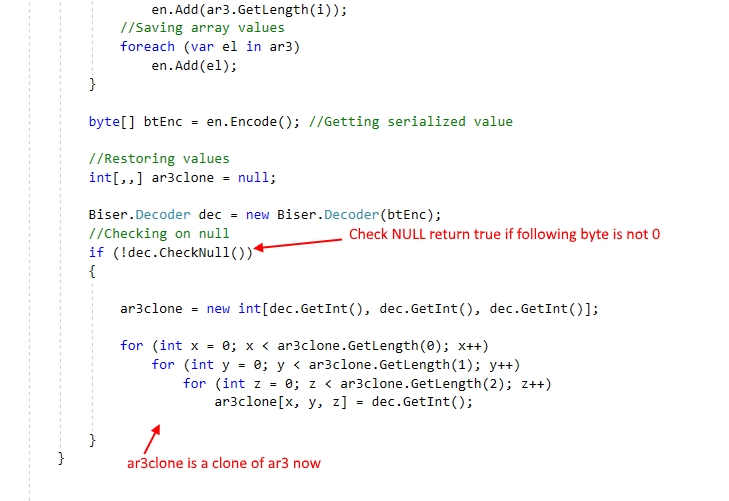 en.Add(ar3.GetLength(i));
//Saving array values
foreach (var el in ar3)
en.Add(el);
}
byte[] btEnc = en.Encode(); //Getting serialized value
//Restoring values
int[,,] ar3clone = null;
Biser.Decoder dec = new Biser.Decoder(btEnc);
//Checking on null
if (!dec.CheckNull())
Check NULL return true if following byte is not 0
{
ar3clone = new int[dec.GetInt(), dec.GetInt(), dec.GetInt()];
for (int x = 0; x < ar3clone.GetLength(0); x++)
for (int y = 0; y < ar3clone.GetLength(1); y++)
for (int z = 0; z < ar3clone.GetLength(2); z++)
ar3clone[x, y, z] = dec.GetInt();
}
}
ar3clone is a clone of ar3 now